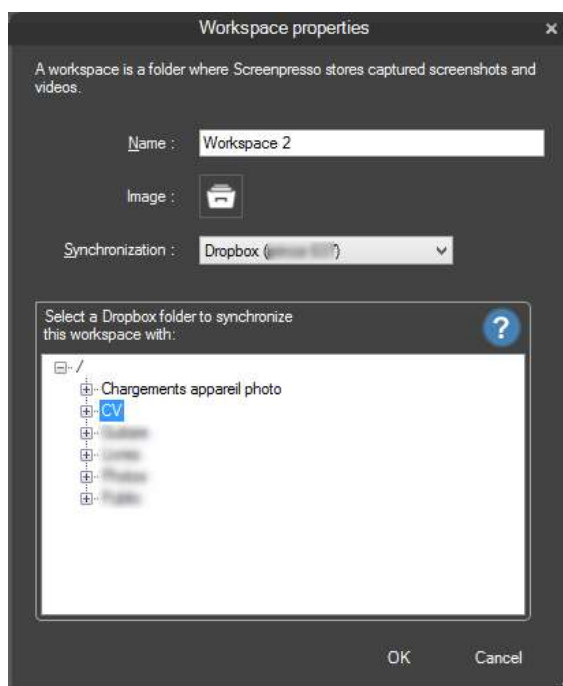 Workspace properties
A workspace is a folder where Screenpresso stores captured screenshots and
videos.
Name :
Workspace 2
Image :
Synchronization :
Dropbox ( )
Select a Dropbox folder to synchronize
this workspace with:
?
/
Chargements appareil photo
CV
OK
Cancel